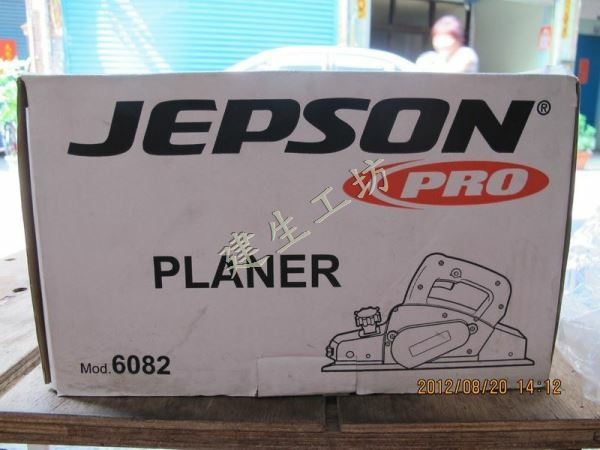 JEPSON®
PRO
建生工坊
PLANER
Mod. 6082
2012/08/20 14:12